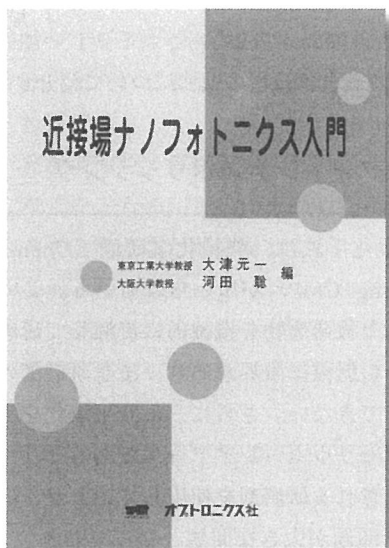 近接場ナノフォトニクス入門
東京工業大学教授 大津元一
大阪大学教授 河田 聡
編
オプトロニクス社